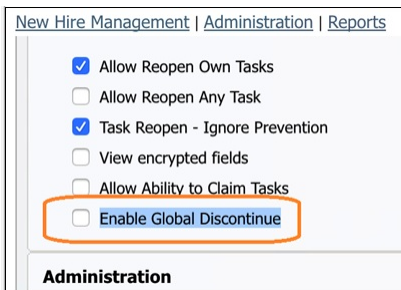 New Hire Management | Administration | Reports
Allow Reopen Own Tasks
Allow Reopen Any Task
Task Reopen - Ignore Prevention
View encrypted fields
Allow Ability to Claim Tasks
Enable Global Discontinue
Administration